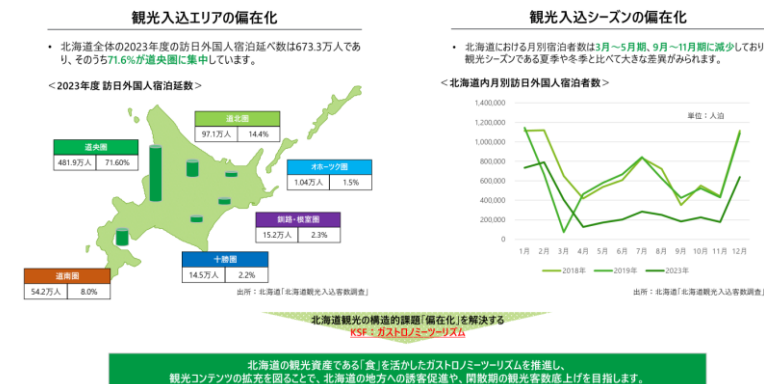 観光入込エリアの偏在化
• 北海道全体の2023年度の訪日外国人宿泊延べ数は673.3万人であ
り、そのうち71.6%が道央圏に集中しています。
＜2023年度 訪日外国人宿泊延数＞
道北圏
97.1万人 14.4%
道央圏
481.9万人 71.60%
オホーツク圏
1.04万人 1.5%
釧路・根室圏
15.2万人 2.3%
十勝圏
14.5万人 2.2%
道南圏
54.2万人 8.0%
出所：北海道「北海道観光入込客数調査」
観光入込シーズンの偏在化
• 北海道における月別宿泊者数は3月～5月期、9月～11月期に減少しており
観光シーズンである夏季や冬季と比べて大きな差異がみられます。
＜北海道内月別訪日外国人宿泊者数＞
単位：人泊
1,400,000
1,200,000
1,000,000
800,000
600,000
400,000
200,000
0
1月 2月 3月 4月 5月 6月 7月 8月 9月 10月 11月 12月
2018年 2019年 2023年
出所：北海道「北海道観光入込客数調査」
北海道観光の構造的課題「偏在化」を解決する
KSF：ガストロノミーツーリズム
北海道の観光資産である「食」を活かしたガストロノミーツーリズムを推進し、
観光コンテンツの拡充を図ることで、北海道の地方への誘客促進や、閑散期の観光客数底上げを目指します。